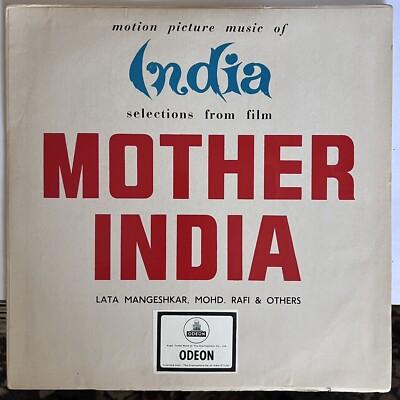 motion picture music of
India
selections from film
MOTHER
INDIA
LATA MANGESHKAR, MOHD. RAFI & OTHERS
ODEON
ODEON